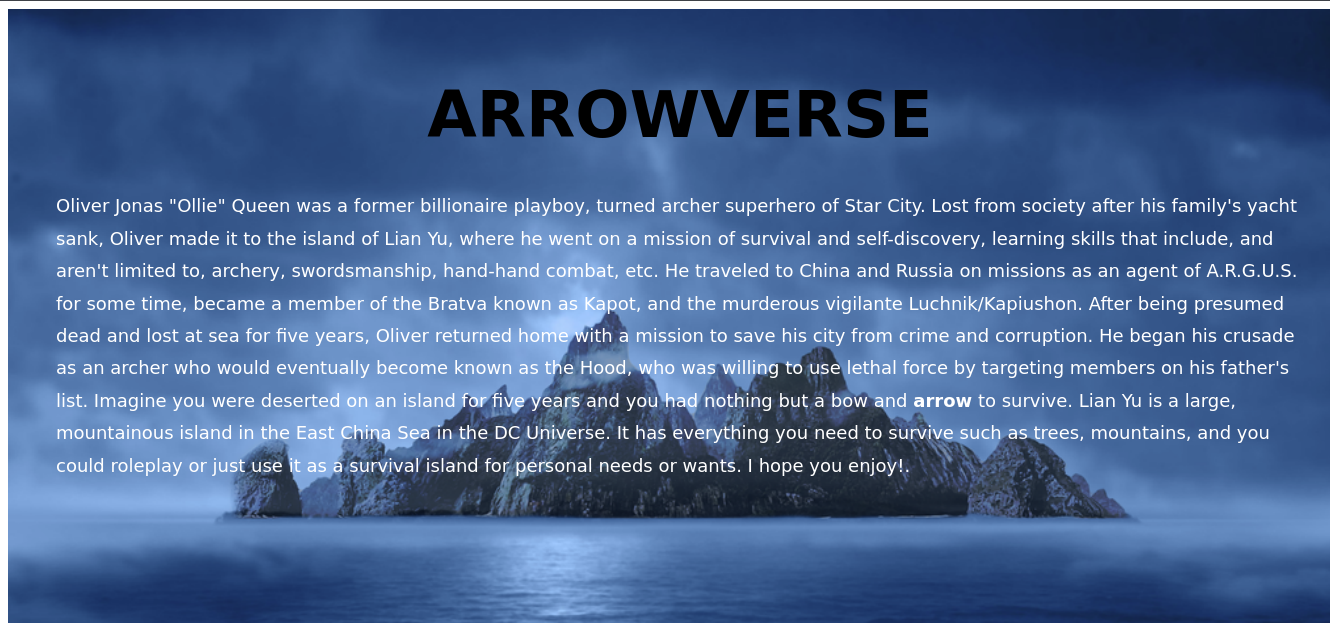 ARROWVERSE
Oliver Jonas "Ollie" Queen was a former billionaire playboy, turned archer superhero of Star City. Lost from society after his family's yacht
sank, Oliver made it to the island of Lian Yu, where he went on a mission of survival and self-discovery, learning skills that include, and
aren't limited to, archery, swordsmanship, hand-hand combat, etc. He traveled to China and Russia on missions as an agent of A.R.G.U.S.
for some time, became a member of the Bratva known as Kapot, and the murderous vigilante Luchnik/Kapiushon. After being presumed
dead and lost at sea for five years, Oliver returned home with a mission to save his city from crime and corruption. He began his crusade
as an archer who would eventually become known as the Hood, who was willing to use lethal force by targeting members on his father's
list. Imagine you were deserted on an island for five years and you had nothing but a bow and arrow to survive. Lian Yu is a large,
mountainous island in the East China Sea in the DC Universe. It has everything you need to survive such as trees, mountains, and you
could roleplay or just use it as a survival island for personal needs or wants. I hope you enjoy!.